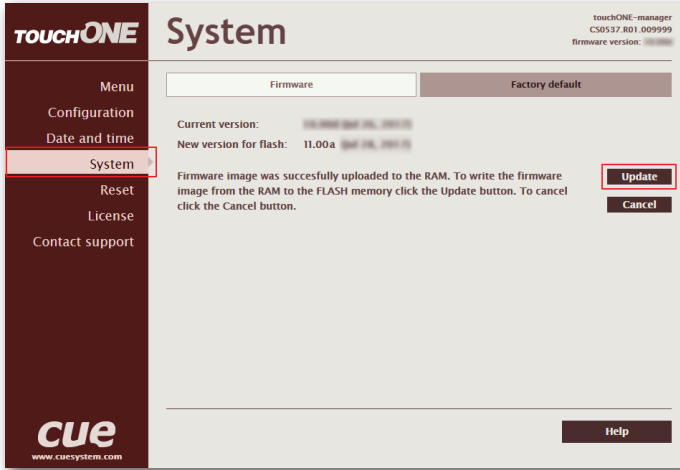 TOUCHONE
System
touchONE-manager
CS0537.R01.009999
firmware version:
Menu
Configuration
Date and time
System
Reset
License
Contact support
Firmware
Factory default
Current version:
New version for flash: 11.00a
Firmware image was succesfully uploaded to the RAM. To write the firmware
image from the RAM to the FLASH memory click the Update button. To cancel
click the Cancel button.
Update
Cancel
cue
www.cuesystem.com
Help